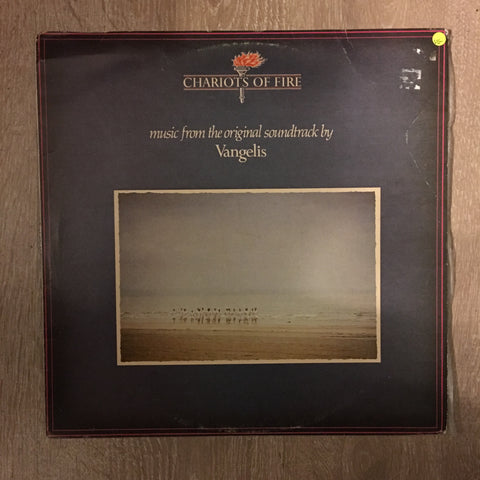 CHARIOTS OF FIRE
music from the original soundtrack by
Vangelis